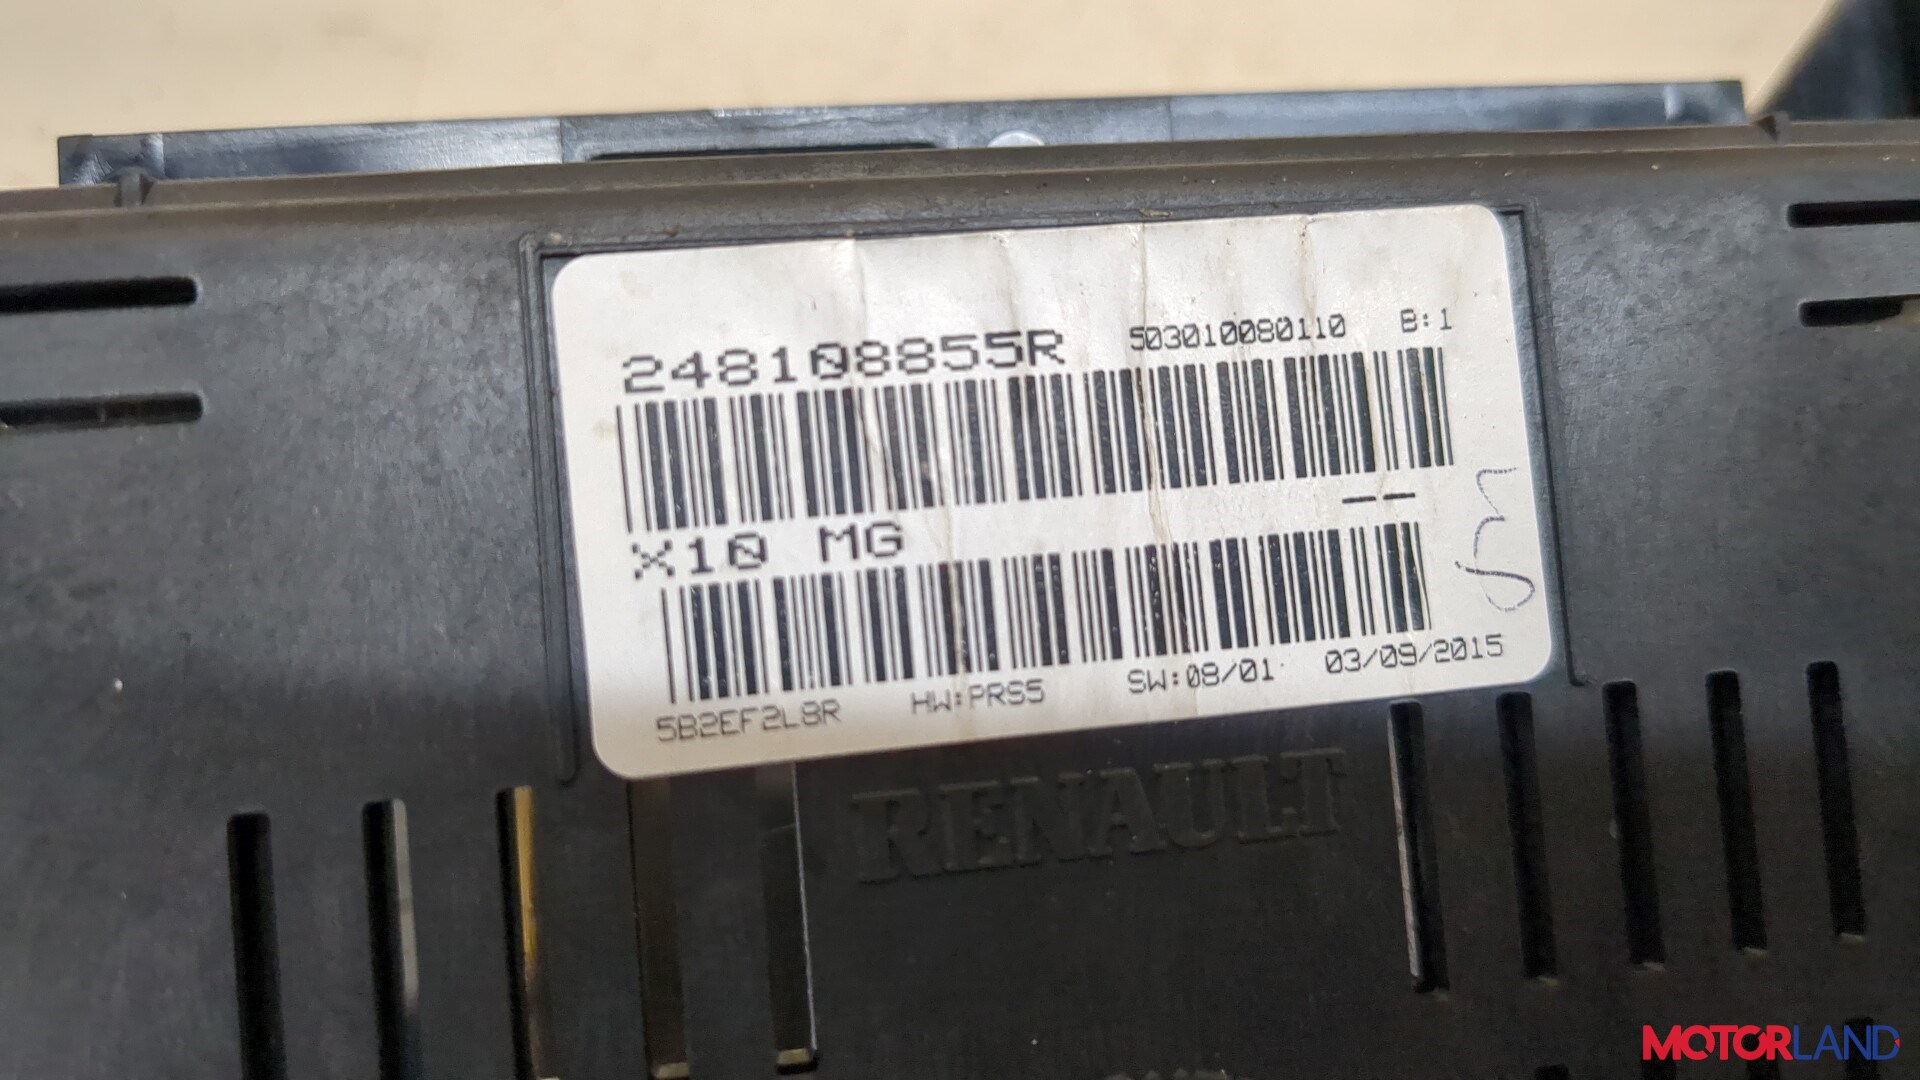 248108855R 503010080110 B:1
X10 MG --
5B2EF2L8R HW:PRS5 SW:08/01 03/09/2015
RENAULT
MOTORLAND